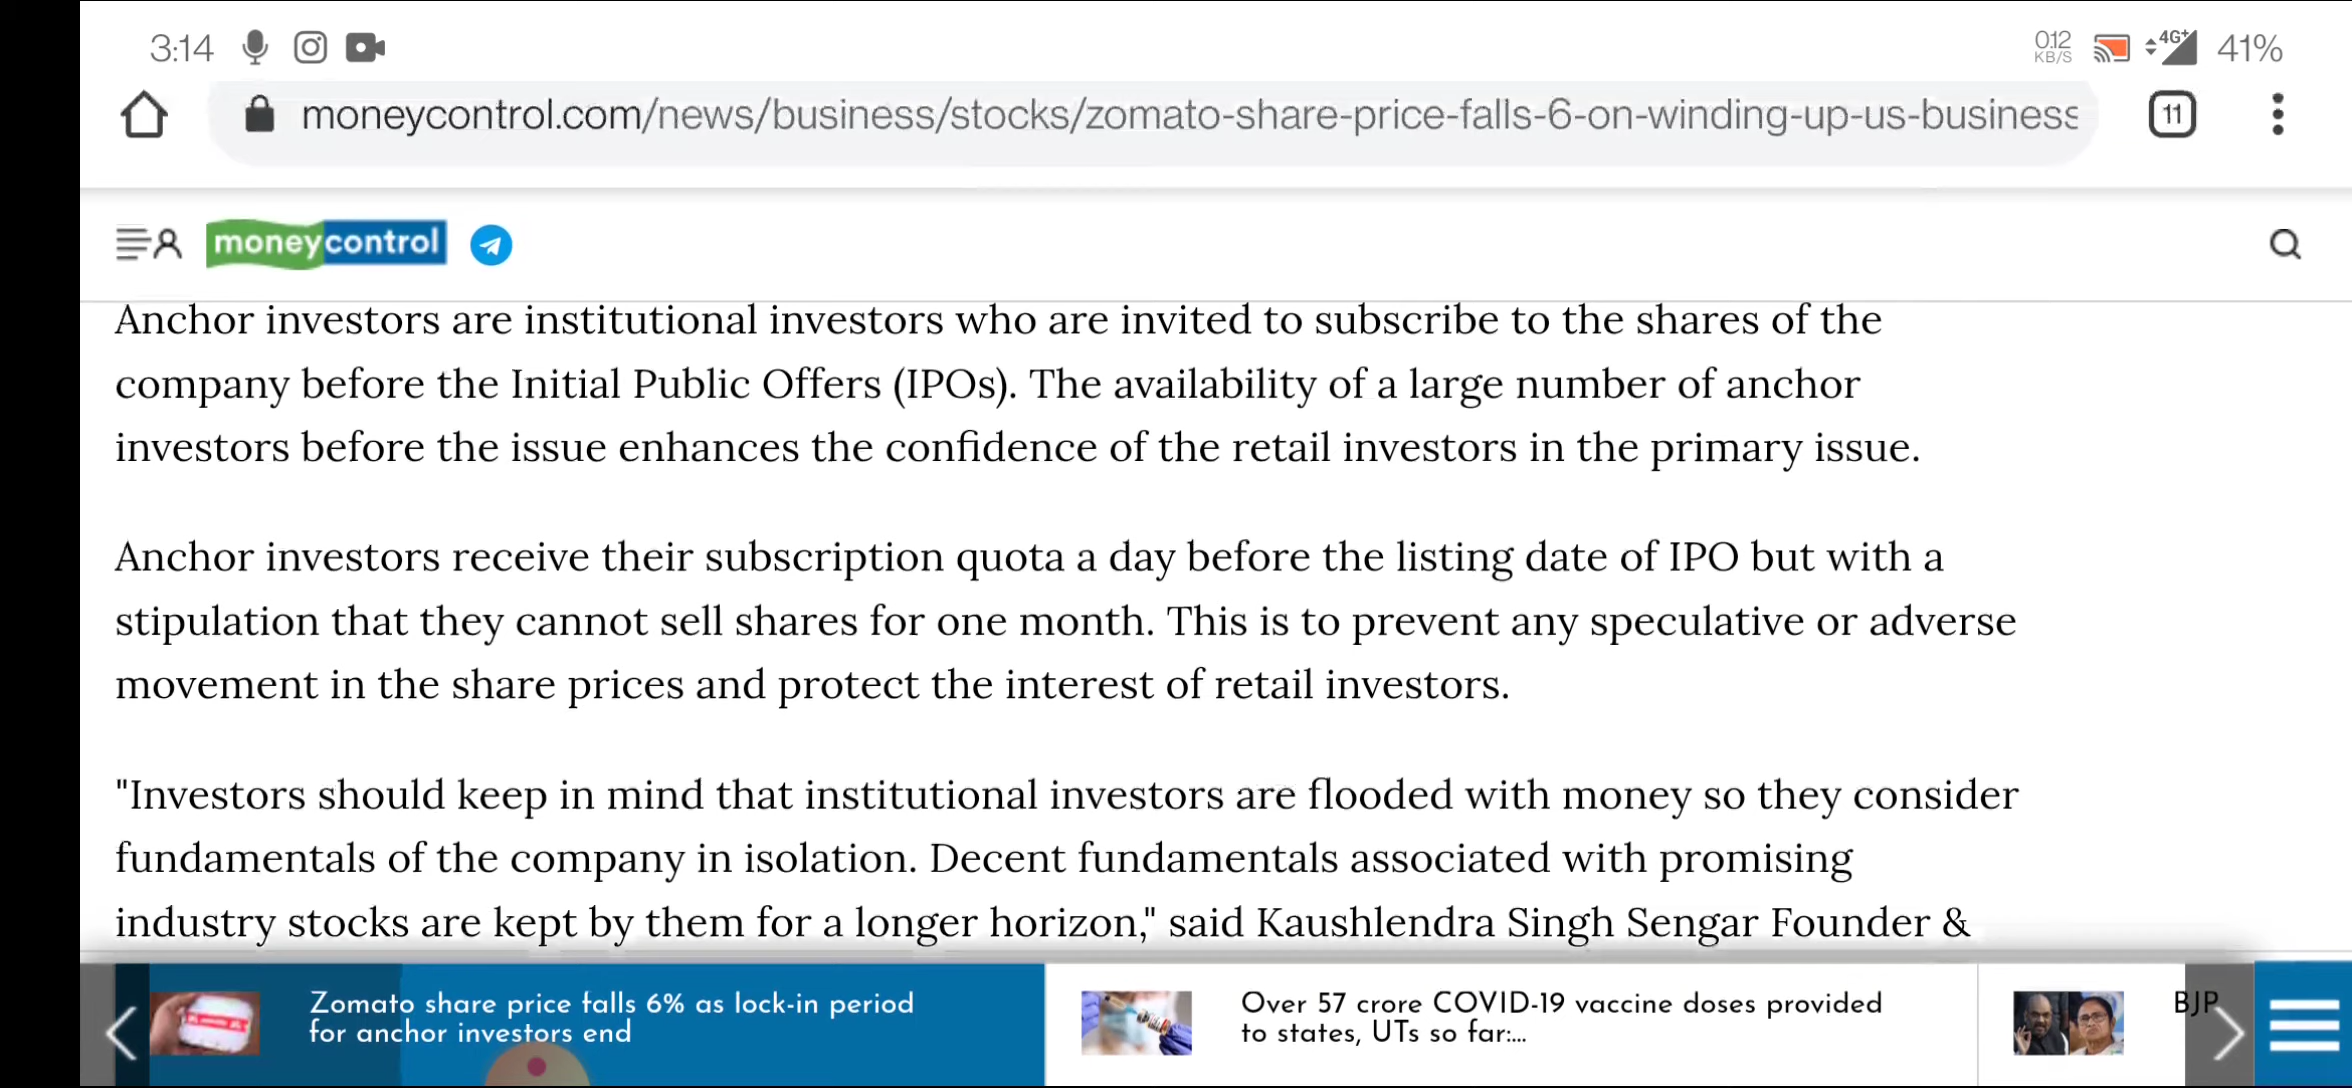 3:14
0.12 KB/S 4G+ 41%
moneycontrol.com/news/business/stocks/zomato-share-price-falls-6-on-winding-up-us-business
11
moneycontrol
Anchor investors are institutional investors who are invited to subscribe to the shares of the
company before the Initial Public Offers (IPOs). The availability of a large number of anchor
investors before the issue enhances the confidence of the retail investors in the primary issue.
Anchor investors receive their subscription quota a day before the listing date of IPO but with a
stipulation that they cannot sell shares for one month. This is to prevent any speculative or adverse
movement in the share prices and protect the interest of retail investors.
"Investors should keep in mind that institutional investors are flooded with money so they consider
fundamentals of the company in isolation. Decent fundamentals associated with promising
industry stocks are kept by them for a longer horizon," said Kaushlendra Singh Sengar Founder &
Zomato share price falls 6% as lock-in period
for anchor investors end
Over 57 crore COVID-19 vaccine doses provided
to states, UTs so far:...
BJP